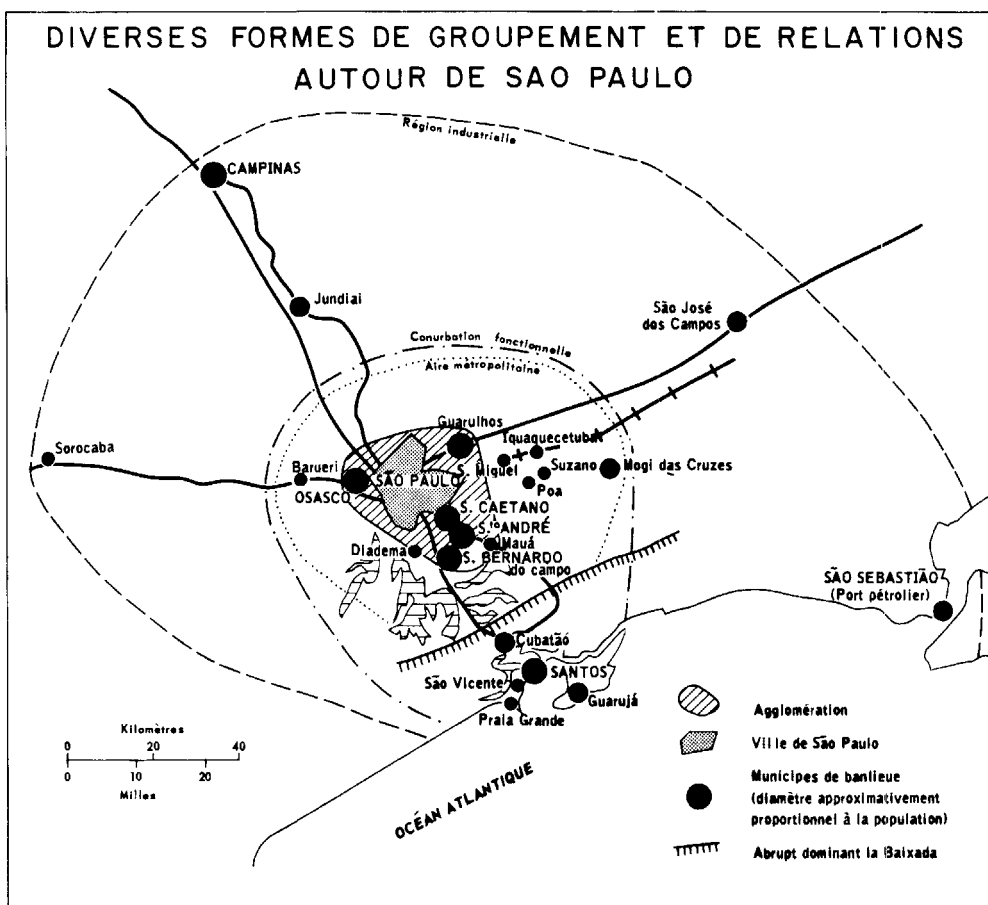 DIVERSES FORMES DE GROUPEMENT ET DE RELATIONS
AUTOUR DE SAO PAULO
Région industrielle
CAMPINAS
Jundiai
São José
dos Campos
Conurbation fonctionnelle
Aire métropolitaine
Guarulhos
Iquaquecetuba
Sorocaba
Barueri
OSASCO
SÃO PAULO
S. Miguel
Suzano
Mogi das Cruzes
Poa
S. CAETANO
S.to ANDRÉ
Mauá
Diadema
S. BERNARDO
do campo
SÃO SEBASTIÃO
(Port pétrolier)
Cubatão
SANTOS
São Vicente
Guarujá
Praia Grande
OCÉAN ATLANTIQUE
Kilomètres
0 20 40
0 10 20
Milles
Agglomération
Ville de São Paulo
Municipes de banlieue
(diamètre approximativement
proportionnel à la population)
Abrupt dominant la Baixada